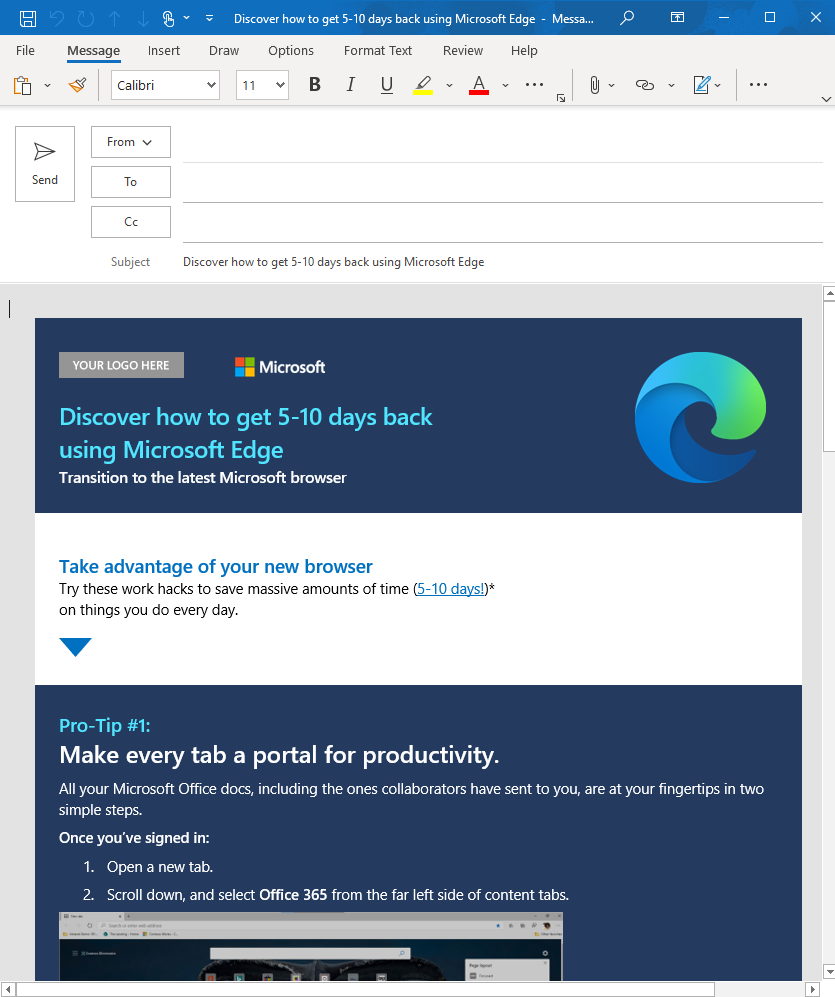 Discover how to get 5-10 days back using Microsoft Edge - Messa...
File Message Insert Draw Options Format Text Review Help
Calibri 11 B I U A
From
Send
To
Cc
Subject Discover how to get 5-10 days back using Microsoft Edge
YOUR LOGO HERE Microsoft
Discover how to get 5-10 days back
using Microsoft Edge
Transition to the latest Microsoft browser
Take advantage of your new browser
Try these work hacks to save massive amounts of time (5-10 days!)*
on things you do every day.
Pro-Tip #1:
Make every tab a portal for productivity.
All your Microsoft Office docs, including the ones collaborators have sent to you, are at your fingertips in two
simple steps.
Once you’ve signed in:
1. Open a new tab.
2. Scroll down, and select Office 365 from the far left side of content tabs.
Search or enter web address
Page layout